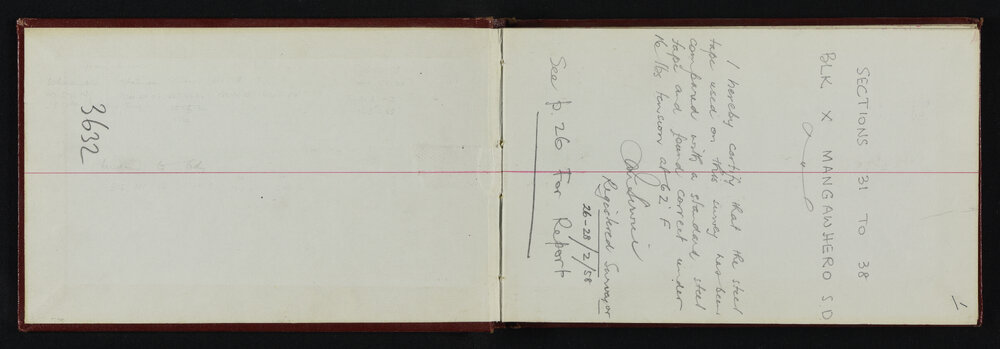 3632
1
SECTIONS 31 TO 38
BLK X MANGAWHERO S.D
I hereby certify that the steel
tape used on this survey has been
compared with a standard steel
tape and found correct under
16 lbs tension at 62° F
Registered Surveyor
26-28/2/58
See p. 26 For Report